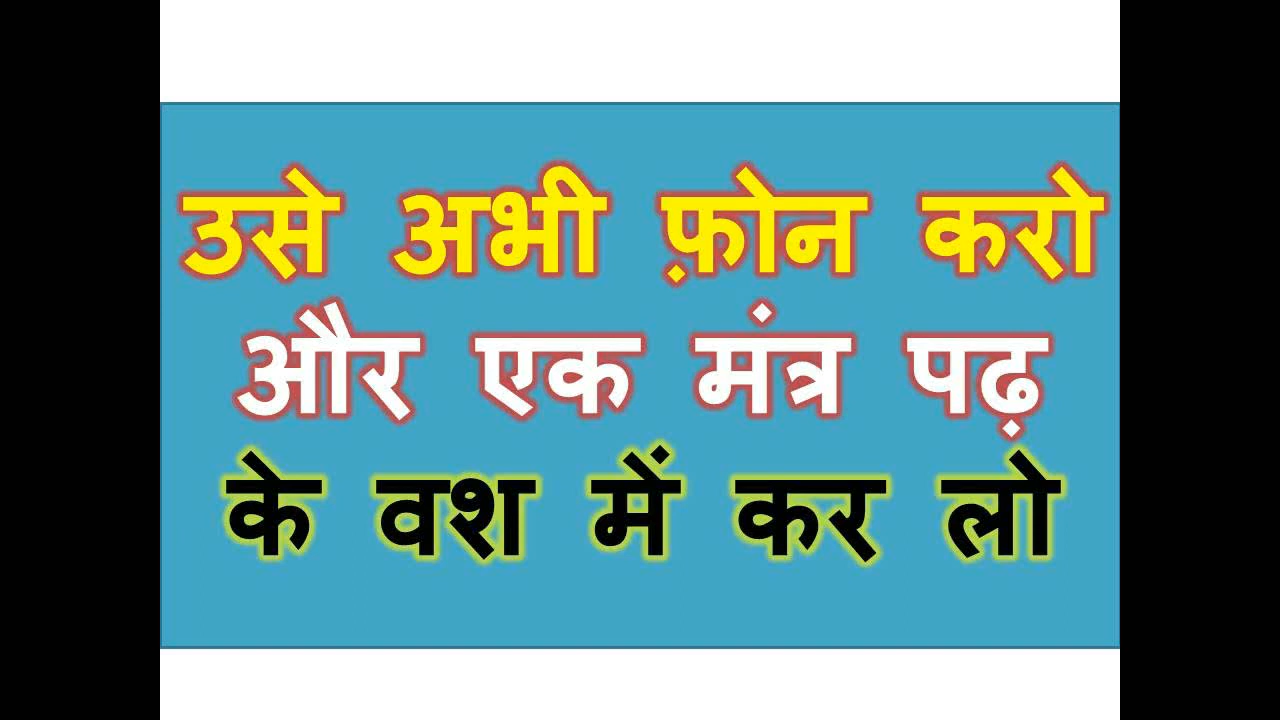 उसे अभी फ़ोन करो
और एक मंत्र पढ़
के वश में कर लो